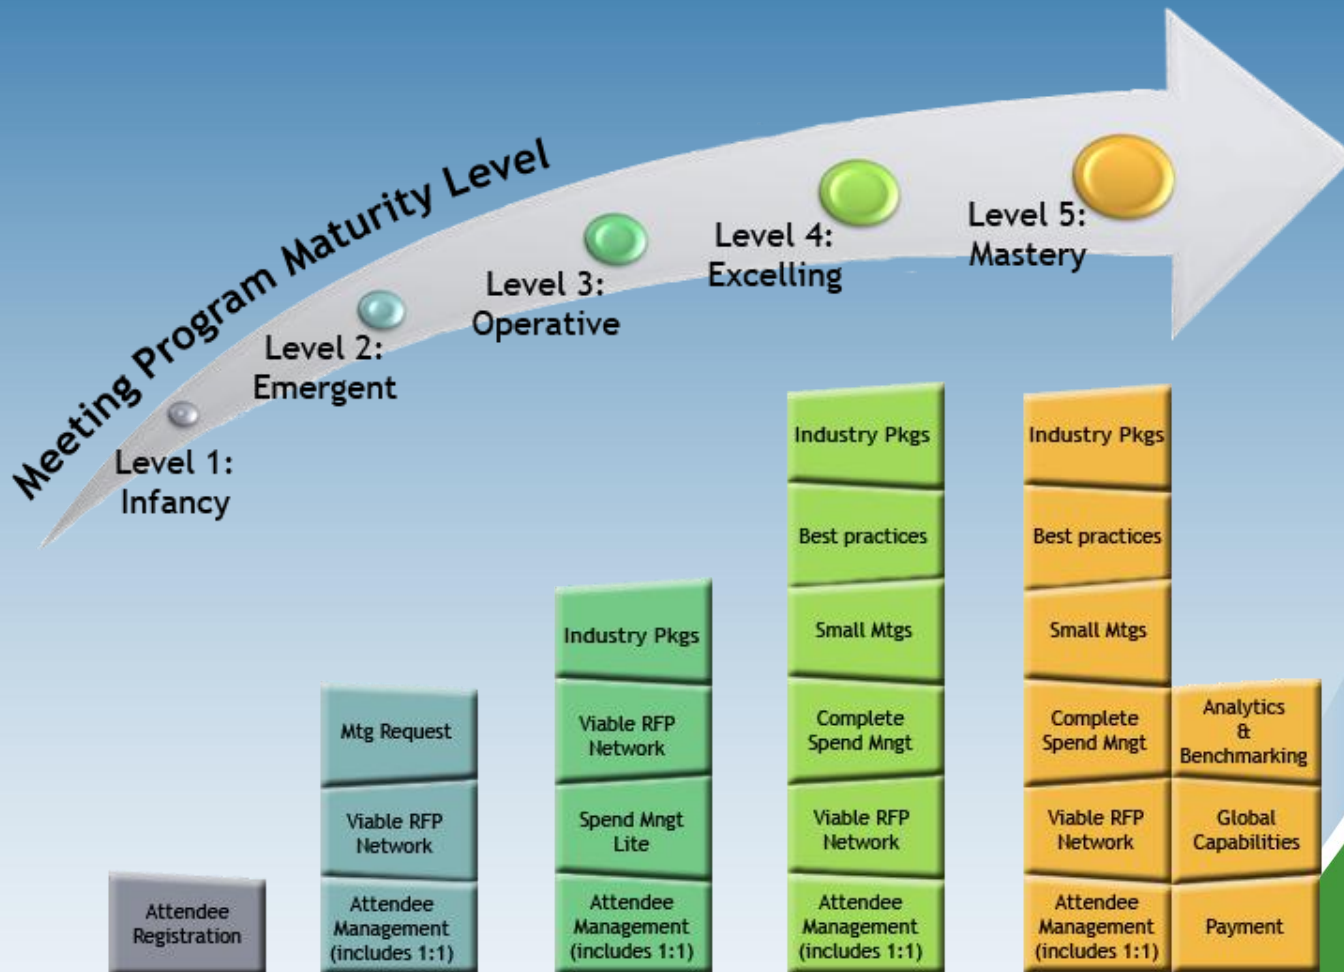 Meeting Program Maturity Level
Level 1:
Infancy
Level 2:
Emergent
Level 3:
Operative
Level 4:
Excelling
Level 5:
Mastery
Attendee
Registration
Mtg Request
Viable RFP
Network
Attendee
Management
(includes 1:1)
Industry Pkgs
Viable RFP
Network
Spend Mngt
Lite
Attendee
Management
(includes 1:1)
Industry Pkgs
Best practices
Small Mtgs
Complete
Spend Mngt
Viable RFP
Network
Attendee
Management
(includes 1:1)
Industry Pkgs
Best practices
Small Mtgs
Complete
Spend Mngt
Viable RFP
Network
Attendee
Management
(includes 1:1)
Analytics
&
Benchmarking
Global
Capabilities
Payment